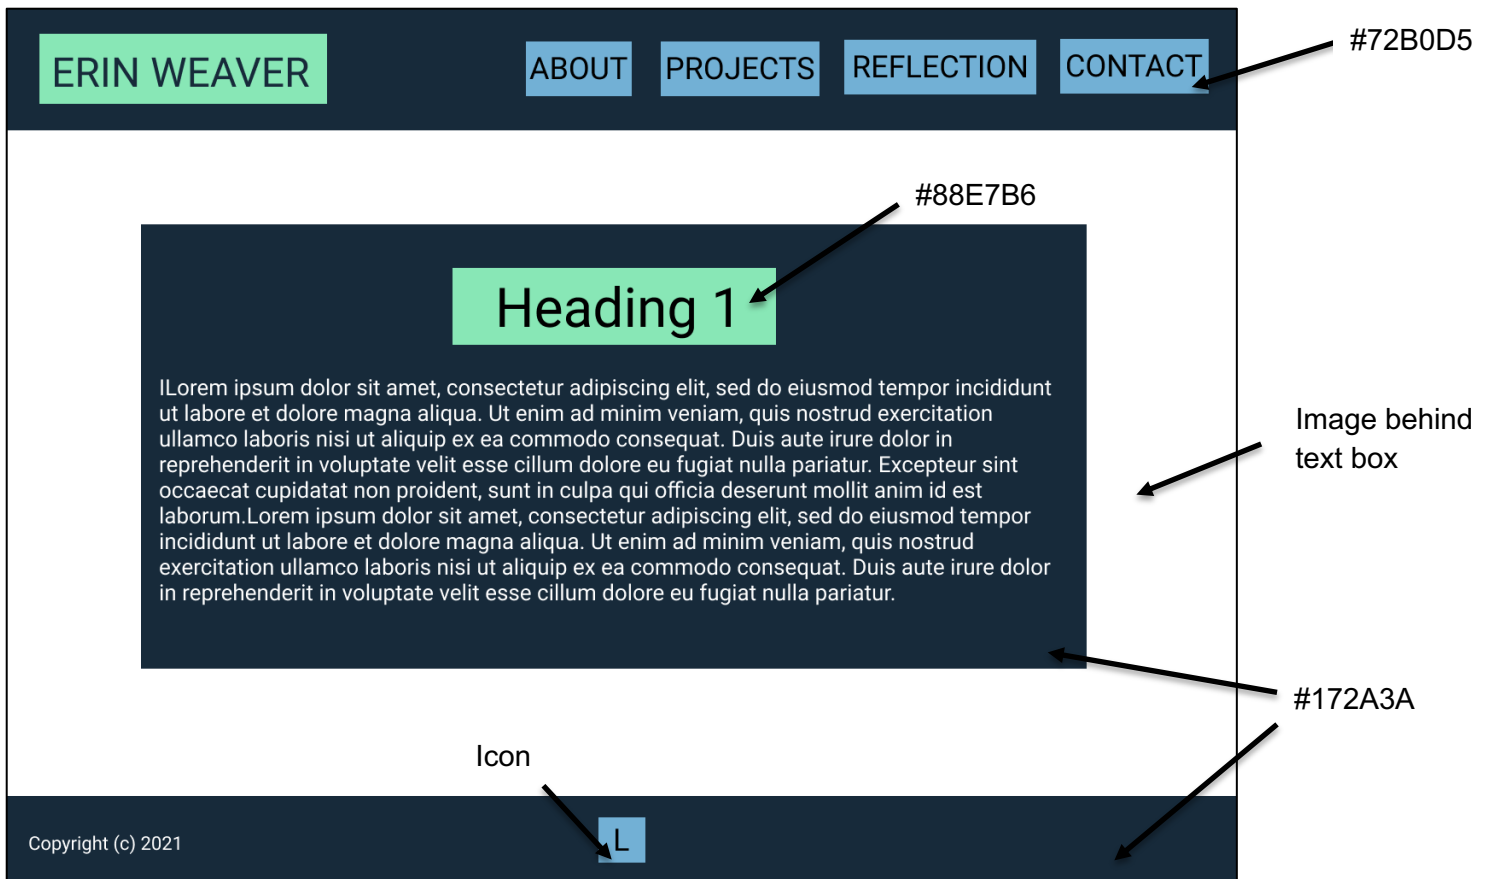 ERIN WEAVER
ABOUT PROJECTS REFLECTION CONTACT
#72B0D5
#88E7B6
Heading 1
lLorem ipsum dolor sit amet, consectetur adipiscing elit, sed do eiusmod tempor incididunt
ut labore et dolore magna aliqua. Ut enim ad minim veniam, quis nostrud exercitation
ullamco laboris nisi ut aliquip ex ea commodo consequat. Duis aute irure dolor in
reprehenderit in voluptate velit esse cillum dolore eu fugiat nulla pariatur. Excepteur sint
occaecat cupidatat non proident, sunt in culpa qui officia deserunt mollit anim id est
laborum.Lorem ipsum dolor sit amet, consectetur adipiscing elit, sed do eiusmod tempor
incididunt ut labore et dolore magna aliqua. Ut enim ad minim veniam, quis nostrud
exercitation ullamco laboris nisi ut aliquip ex ea commodo consequat. Duis aute irure dolor
in reprehenderit in voluptate velit esse cillum dolore eu fugiat nulla pariatur.
Image behind
text box
#172A3A
Icon
Copyright (c) 2021
L